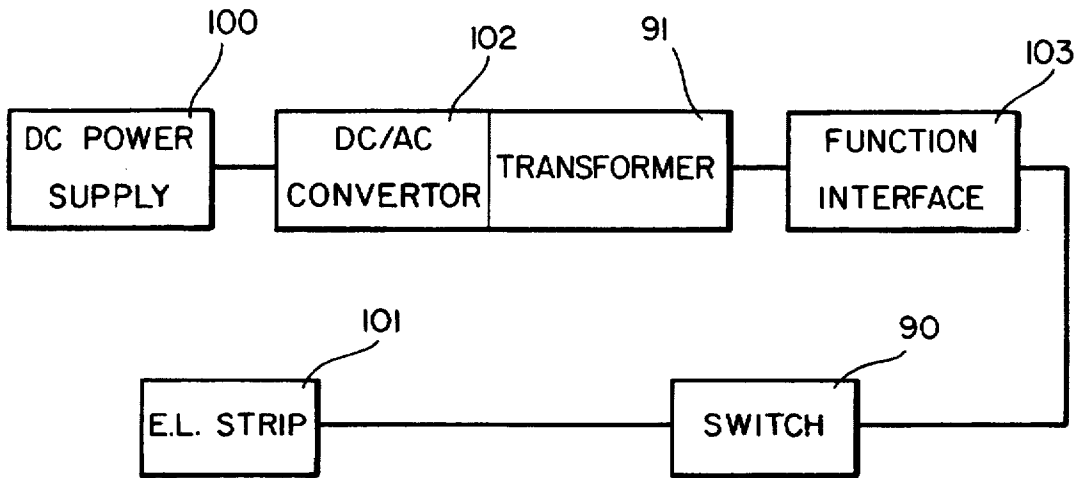 100
102
91
103
DC POWER
SUPPLY
DC/AC
CONVERTOR
TRANSFORMER
FUNCTION
INTERFACE
101
90
E.L. STRIP
SWITCH